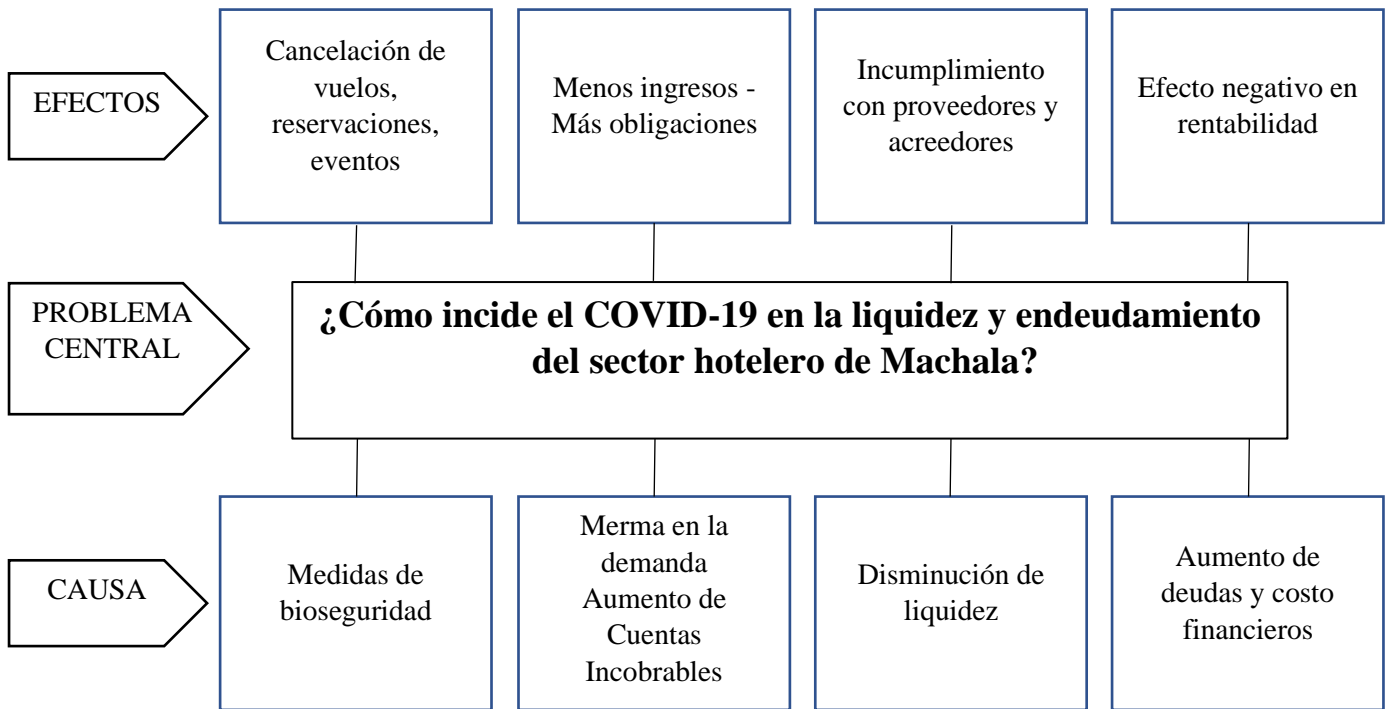 EFECTOS
Cancelación de
vuelos,
reservaciones,
eventos
Menos ingresos -
Más obligaciones
Incumplimiento
con proveedores y
acreedores
Efecto negativo en
rentabilidad
PROBLEMA
CENTRAL
¿Cómo incide el COVID-19 en la liquidez y endeudamiento
del sector hotelero de Machala?
CAUSA
Medidas de
bioseguridad
Merma en la
demanda
Aumento de
Cuentas
Incobrables
Disminución de
liquidez
Aumento de
deudas y costo
financieros